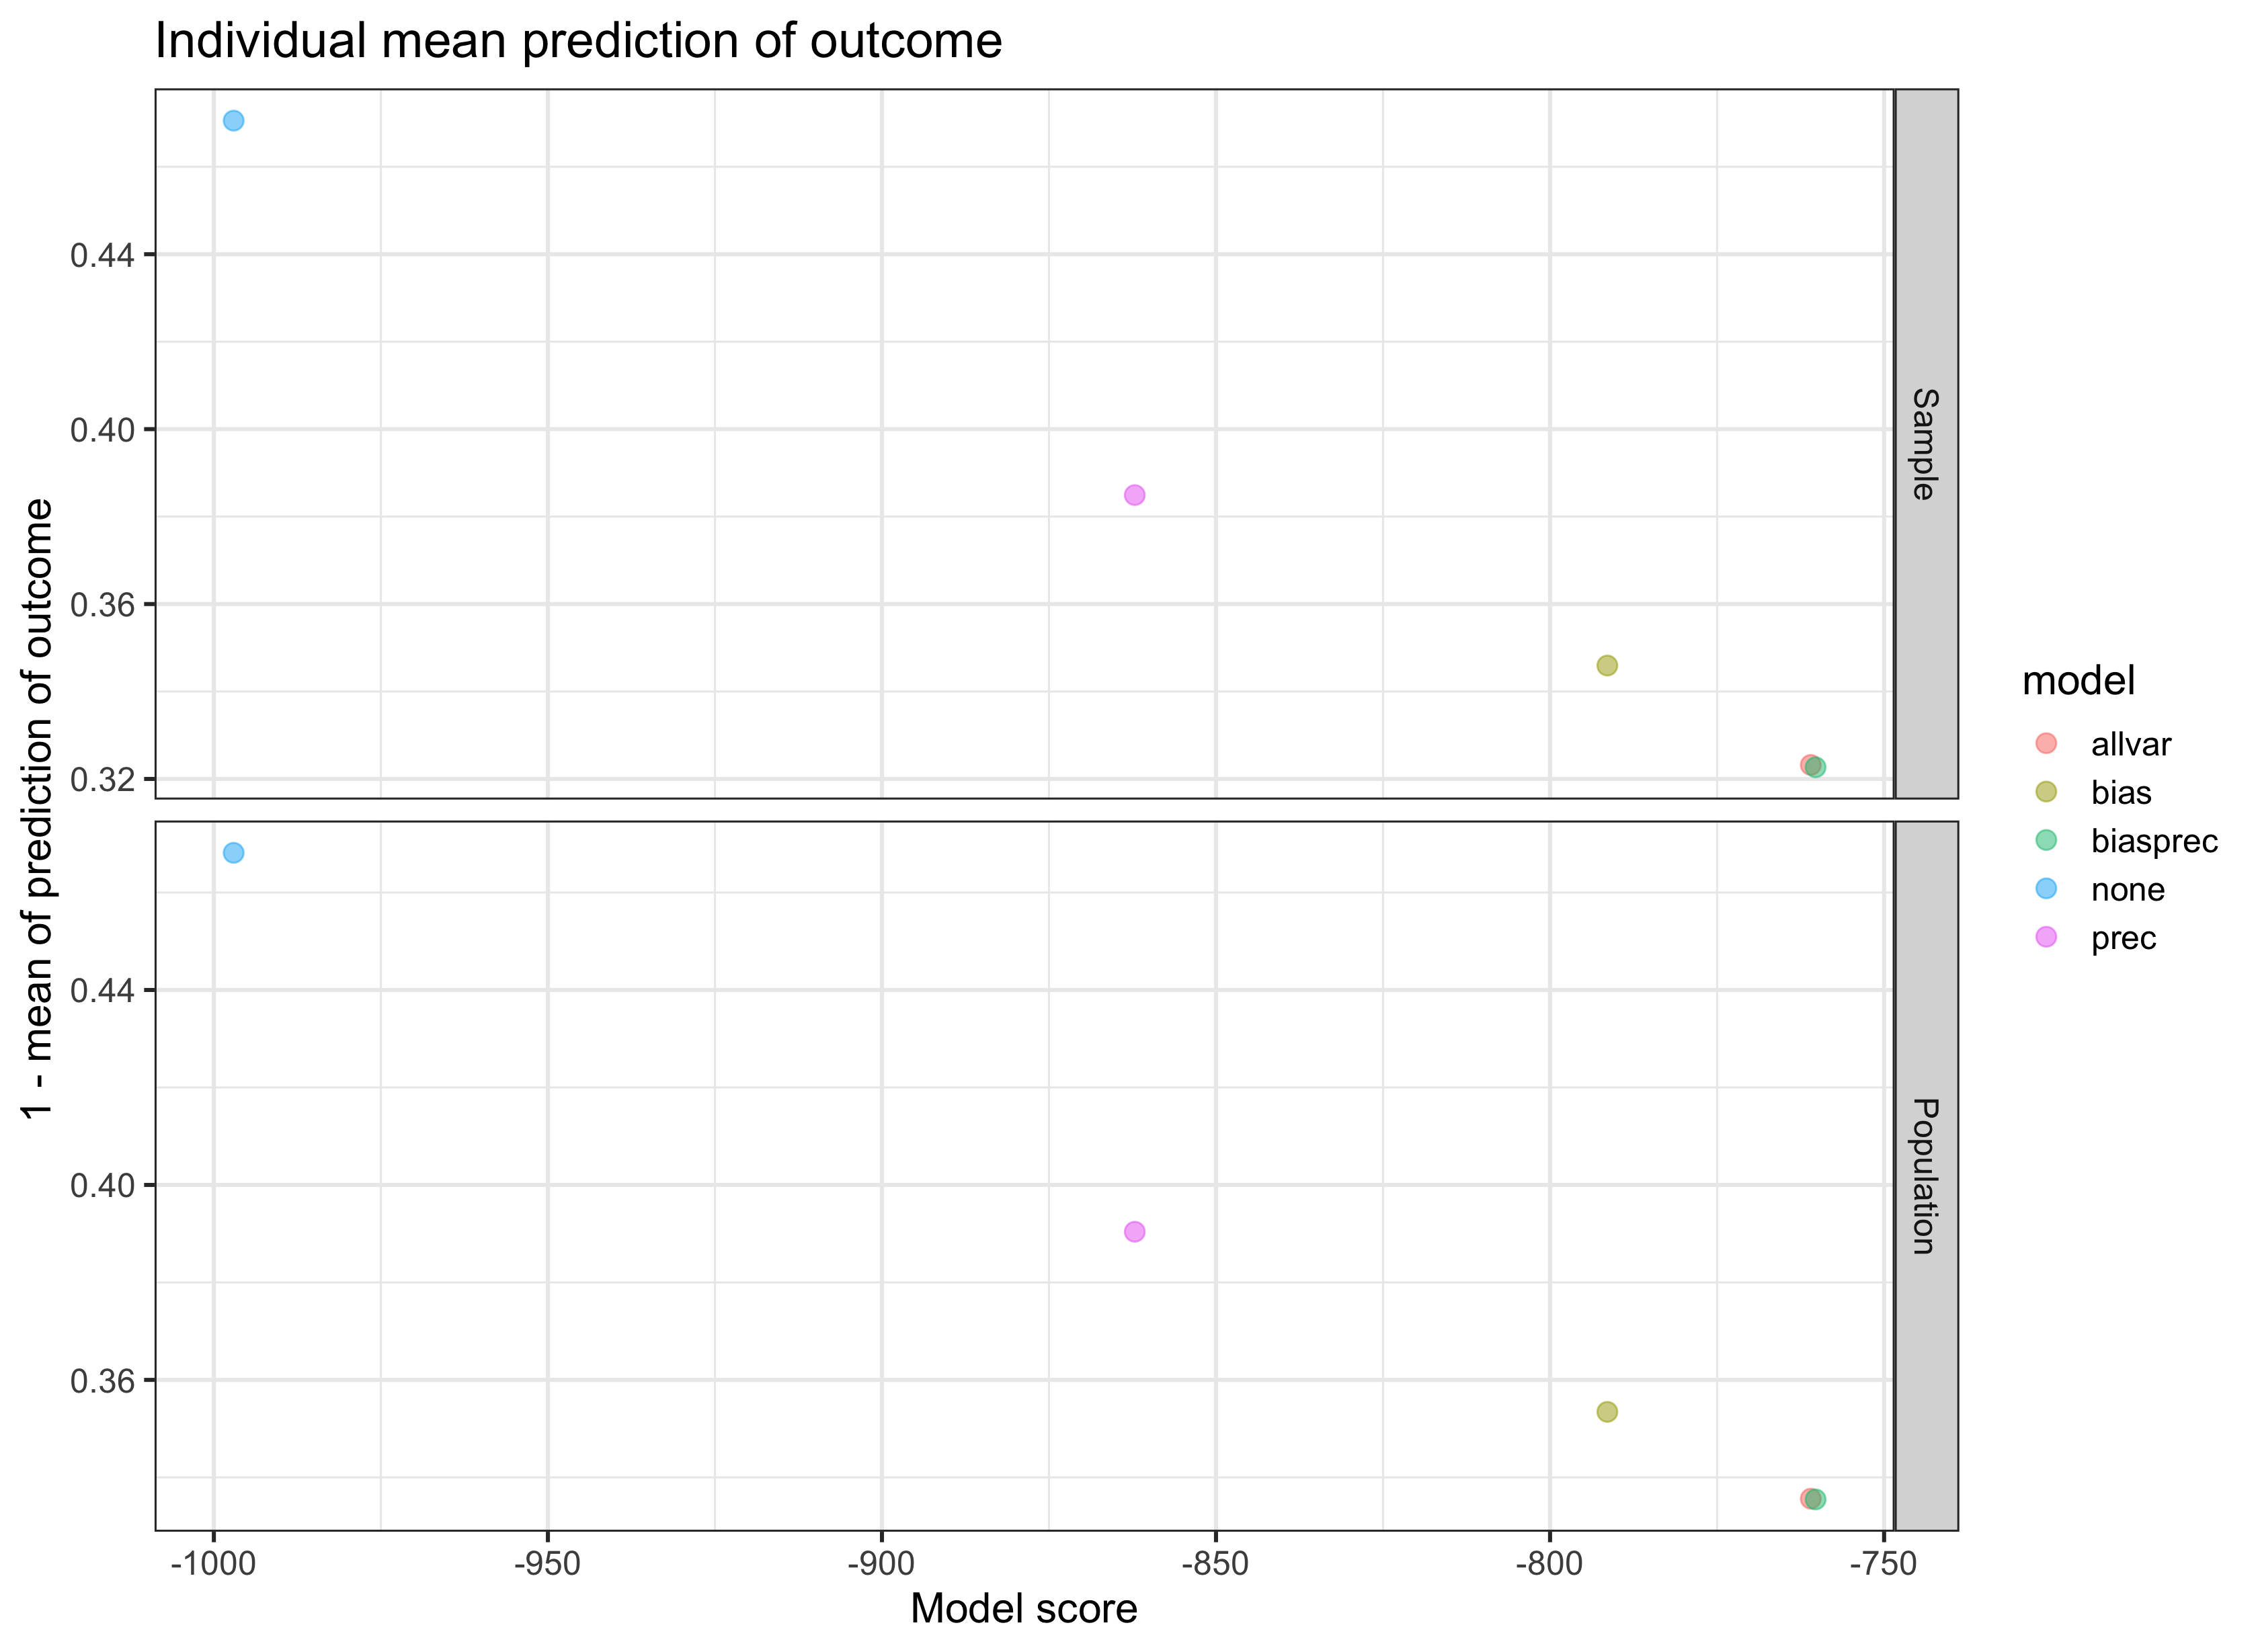 Individual mean prediction of outcome
1 - mean of prediction of outcome
0.44
0.40
0.36
0.32
Sample
0.44
0.40
0.36
Population
-1000
-950
-900
-850
-800
-750
Model score
model
allvar
bias
biasprec
none
prec